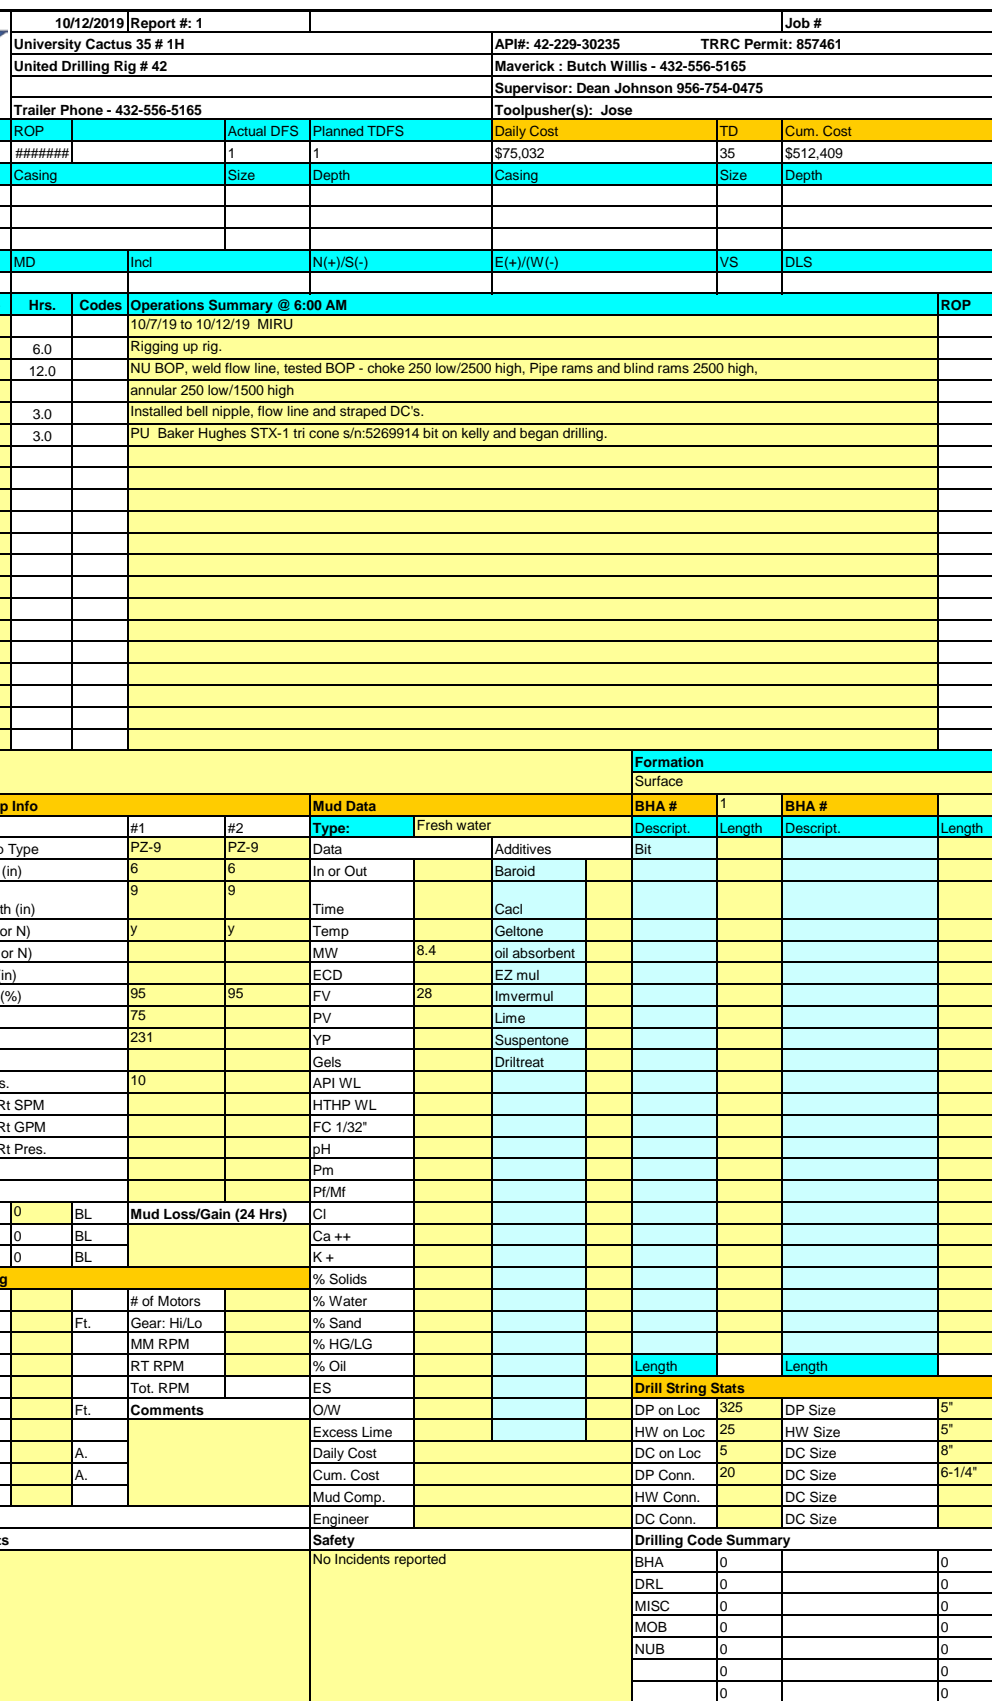 10/12/2019 Report #: 1 Job #
University Cactus 35 # 1H API#: 42-229-30235 TRRC Permit: 857461
United Drilling Rig # 42 Maverick : Butch Willis - 432-556-5165
Supervisor: Dean Johnson 956-754-0475
Trailer Phone - 432-556-5165 Toolpusher(s): Jose
ROP Actual DFS Planned TDFS Daily Cost TD Cum. Cost
####### 1 1 $75,032 35 $512,409
Casing Size Depth Casing Size Depth
MD Incl N(+)/S(-) E(+)/(W(-) VS DLS
Hrs. Codes Operations Summary @ 6:00 AM ROP
10/7/19 to 10/12/19 MIRU
6.0 Rigging up rig.
12.0 NU BOP, weld flow line, tested BOP - choke 250 low/2500 high, Pipe rams and blind rams 2500 high,
annular 250 low/1500 high
3.0 Installed bell nipple, flow line and straped DC's.
3.0 PU Baker Hughes STX-1 tri cone s/n:5269914 bit on kelly and began drilling.
Formation
Surface
p Info Mud Data BHA # 1 BHA #
#1 #2 Type: Fresh water Descript. Length Descript. Length
o Type PZ-9 PZ-9 Data Additives Bit
(in) 6 6 In or Out Baroid
th (in) 9 9 Time Cacl
or N) y y Temp Geltone
or N) MW 8.4 oil absorbent
in) ECD EZ mul
(%) 95 95 FV 28 Imvermul
75 PV Lime
231 YP Suspentone
Gels Driltreat
s. 10 API WL
Rt SPM HTHP WL
Rt GPM FC 1/32"
Rt Pres. pH
Pm
Pf/Mf
0 BL Mud Loss/Gain (24 Hrs) Cl
0 BL Ca ++
0 BL K +
g % Solids
# of Motors % Water
Ft. Gear: Hi/Lo % Sand
MM RPM % HG/LG
RT RPM % Oil Length Length
Tot. RPM ES Drill String Stats
Ft. Comments O/W DP on Loc 325 DP Size 5"
Excess Lime HW on Loc 25 HW Size 5"
A. Daily Cost DC on Loc 5 DC Size 8"
A. Cum. Cost DP Conn. 20 DC Size 6-1/4"
Mud Comp. HW Conn. DC Size
Engineer DC Conn. DC Size
ts Safety Drilling Code Summary
No Incidents reported BHA 0 0
DRL 0 0
MISC 0 0
MOB 0 0
NUB 0 0
0 0
0 0